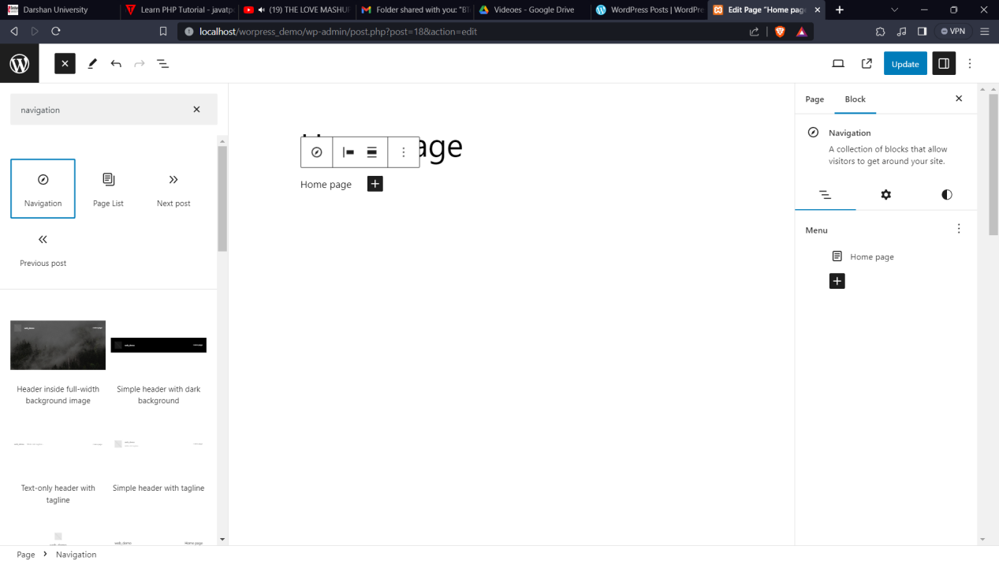 Darshan University
Learn PHP Tutorial - javatp
(19) THE LOVE MASHUP
Folder shared with you: "BT
Videoes - Google Drive
WordPress Posts | WordPre
Edit Page "Home page
localhost/worpress_demo/wp-admin/post.php?post=18&action=edit
VPN
Update
navigation
Navigation
Page List
Next post
Previous post
Header inside full-width
background image
Simple header with dark
background
Text-only header with
tagline
Simple header with tagline
web_demo
Home page
age
Home page
Page
Block
Navigation
A collection of blocks that allow
visitors to get around your site.
Menu
Home page
Page
Navigation